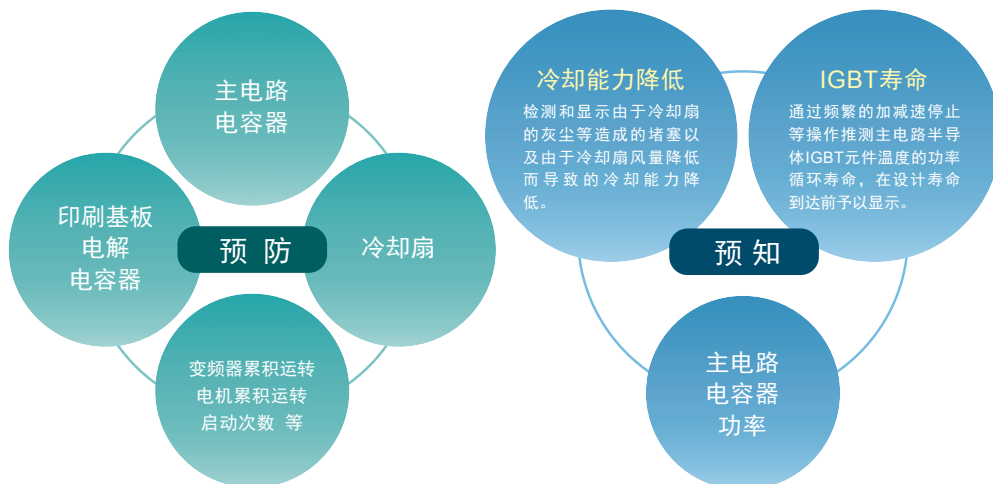 主电路
电容器
印刷基板
电解
电容器
预 防
冷却扇
变频器累积运转
电机累积运转
启动次数 等
冷却能力降低
检测和显示由于冷却扇
的灰尘等造成的堵塞以
及由于冷却扇风量降低
而导致的冷却能力降
低。
IGBT寿命
通过频繁的加减速停止
等操作推测主电路半导
体IGBT元件温度的功率
循环寿命，在设计寿命
到达前予以显示。
预 知
主电路
电容器
功率